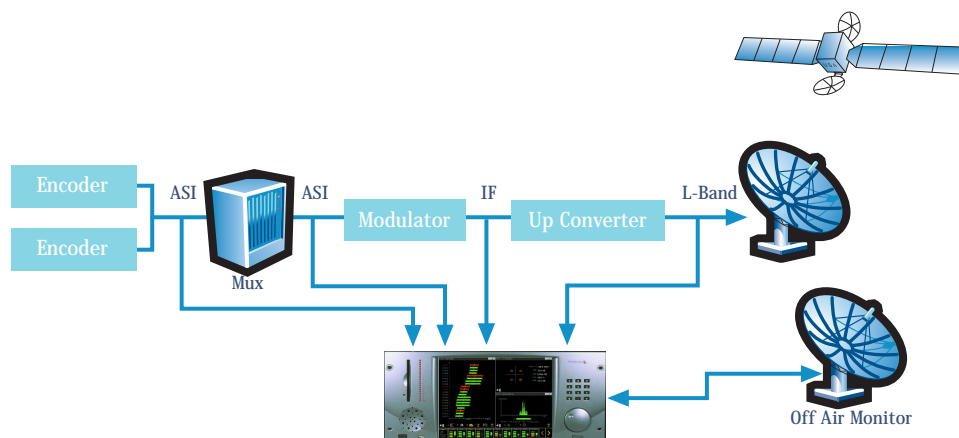 Encoder
Encoder
ASI
Mux
ASI
Modulator
IF
Up Converter
L-Band
Off Air Monitor